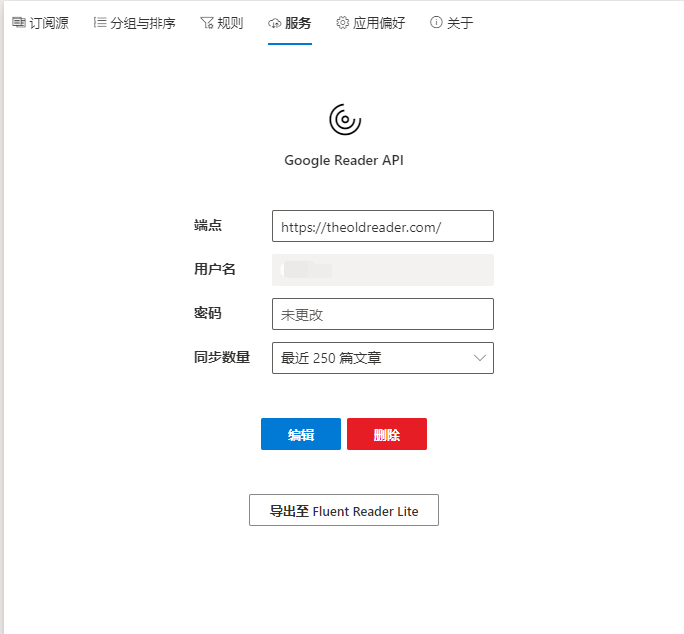 订阅源 分组与排序 规则 服务 应用偏好 关于
Google Reader API
端点 https://theoldreader.com/
用户名
密码 未更改
同步数量 最近 250 篇文章
编辑 删除
导出至 Fluent Reader Lite